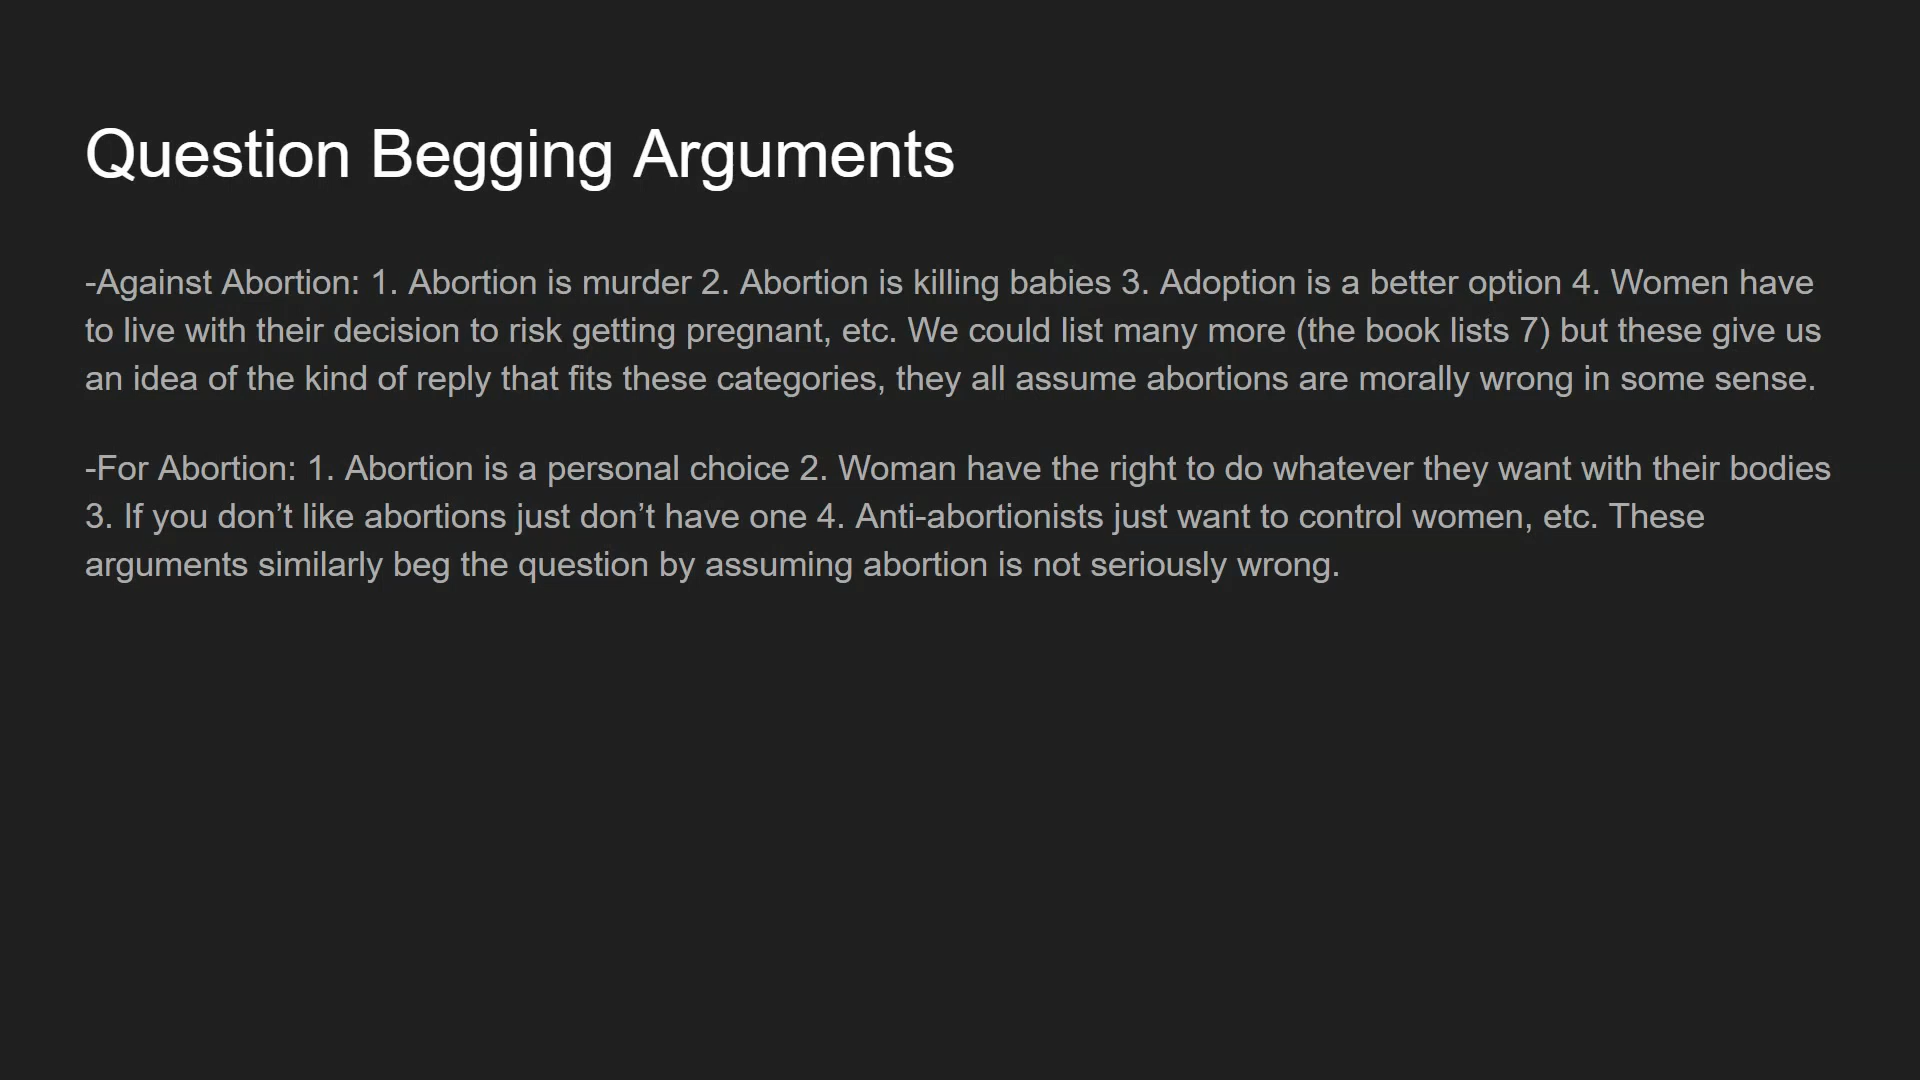 Question Begging Arguments
-Against Abortion: 1. Abortion is murder 2. Abortion is killing babies 3. Adoption is a better option 4. Women have
to live with their decision to risk getting pregnant, etc. We could list many more (the book lists 7) but these give us
an idea of the kind of reply that fits these categories, they all assume abortions are morally wrong in some sense.
-For Abortion: 1. Abortion is a personal choice 2. Woman have the right to do whatever they want with their bodies
3. If you don’t like abortions just don’t have one 4. Anti-abortionists just want to control women, etc. These
arguments similarly beg the question by assuming abortion is not seriously wrong.